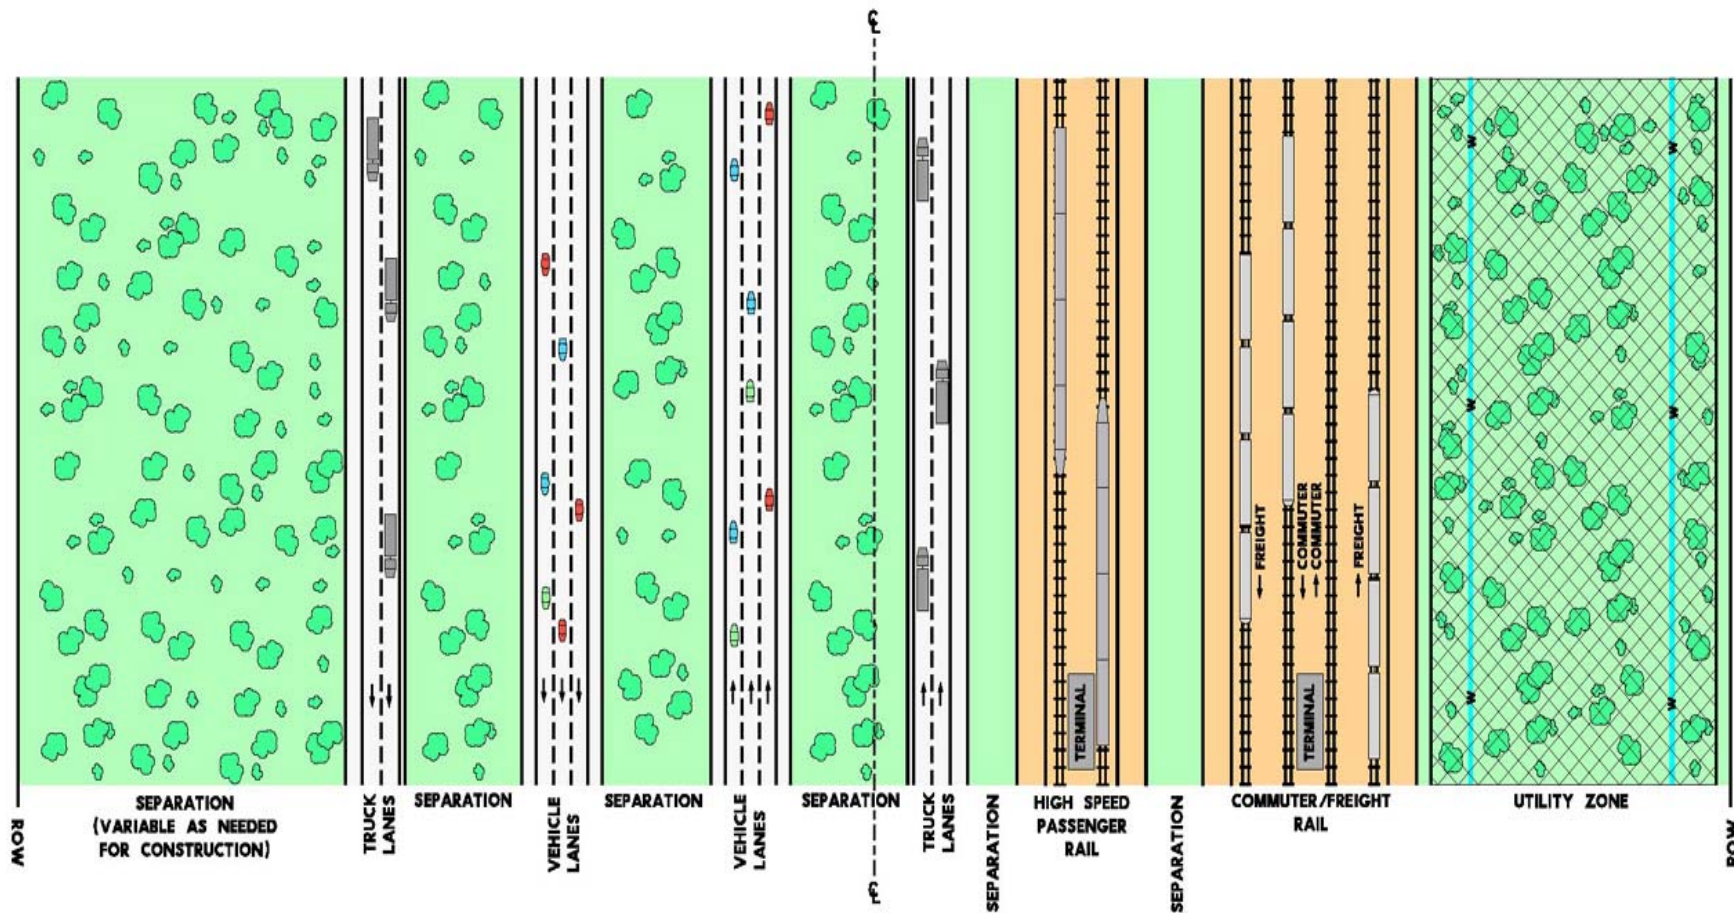 ℄
W
W
W
W
W
W
FREIGHT
COMMUTER
COMMUTER
FREIGHT
TERMINAL
TERMINAL
ROW
SEPARATION
(VARIABLE AS NEEDED
FOR CONSTRUCTION)
TRUCK
LANES
SEPARATION
VEHICLE
LANES
SEPARATION
VEHICLE
LANES
SEPARATION
TRUCK
LANES
SEPARATION
HIGH SPEED
PASSENGER
RAIL
SEPARATION
COMMUTER/FREIGHT
RAIL
UTILITY ZONE
ROW
℄